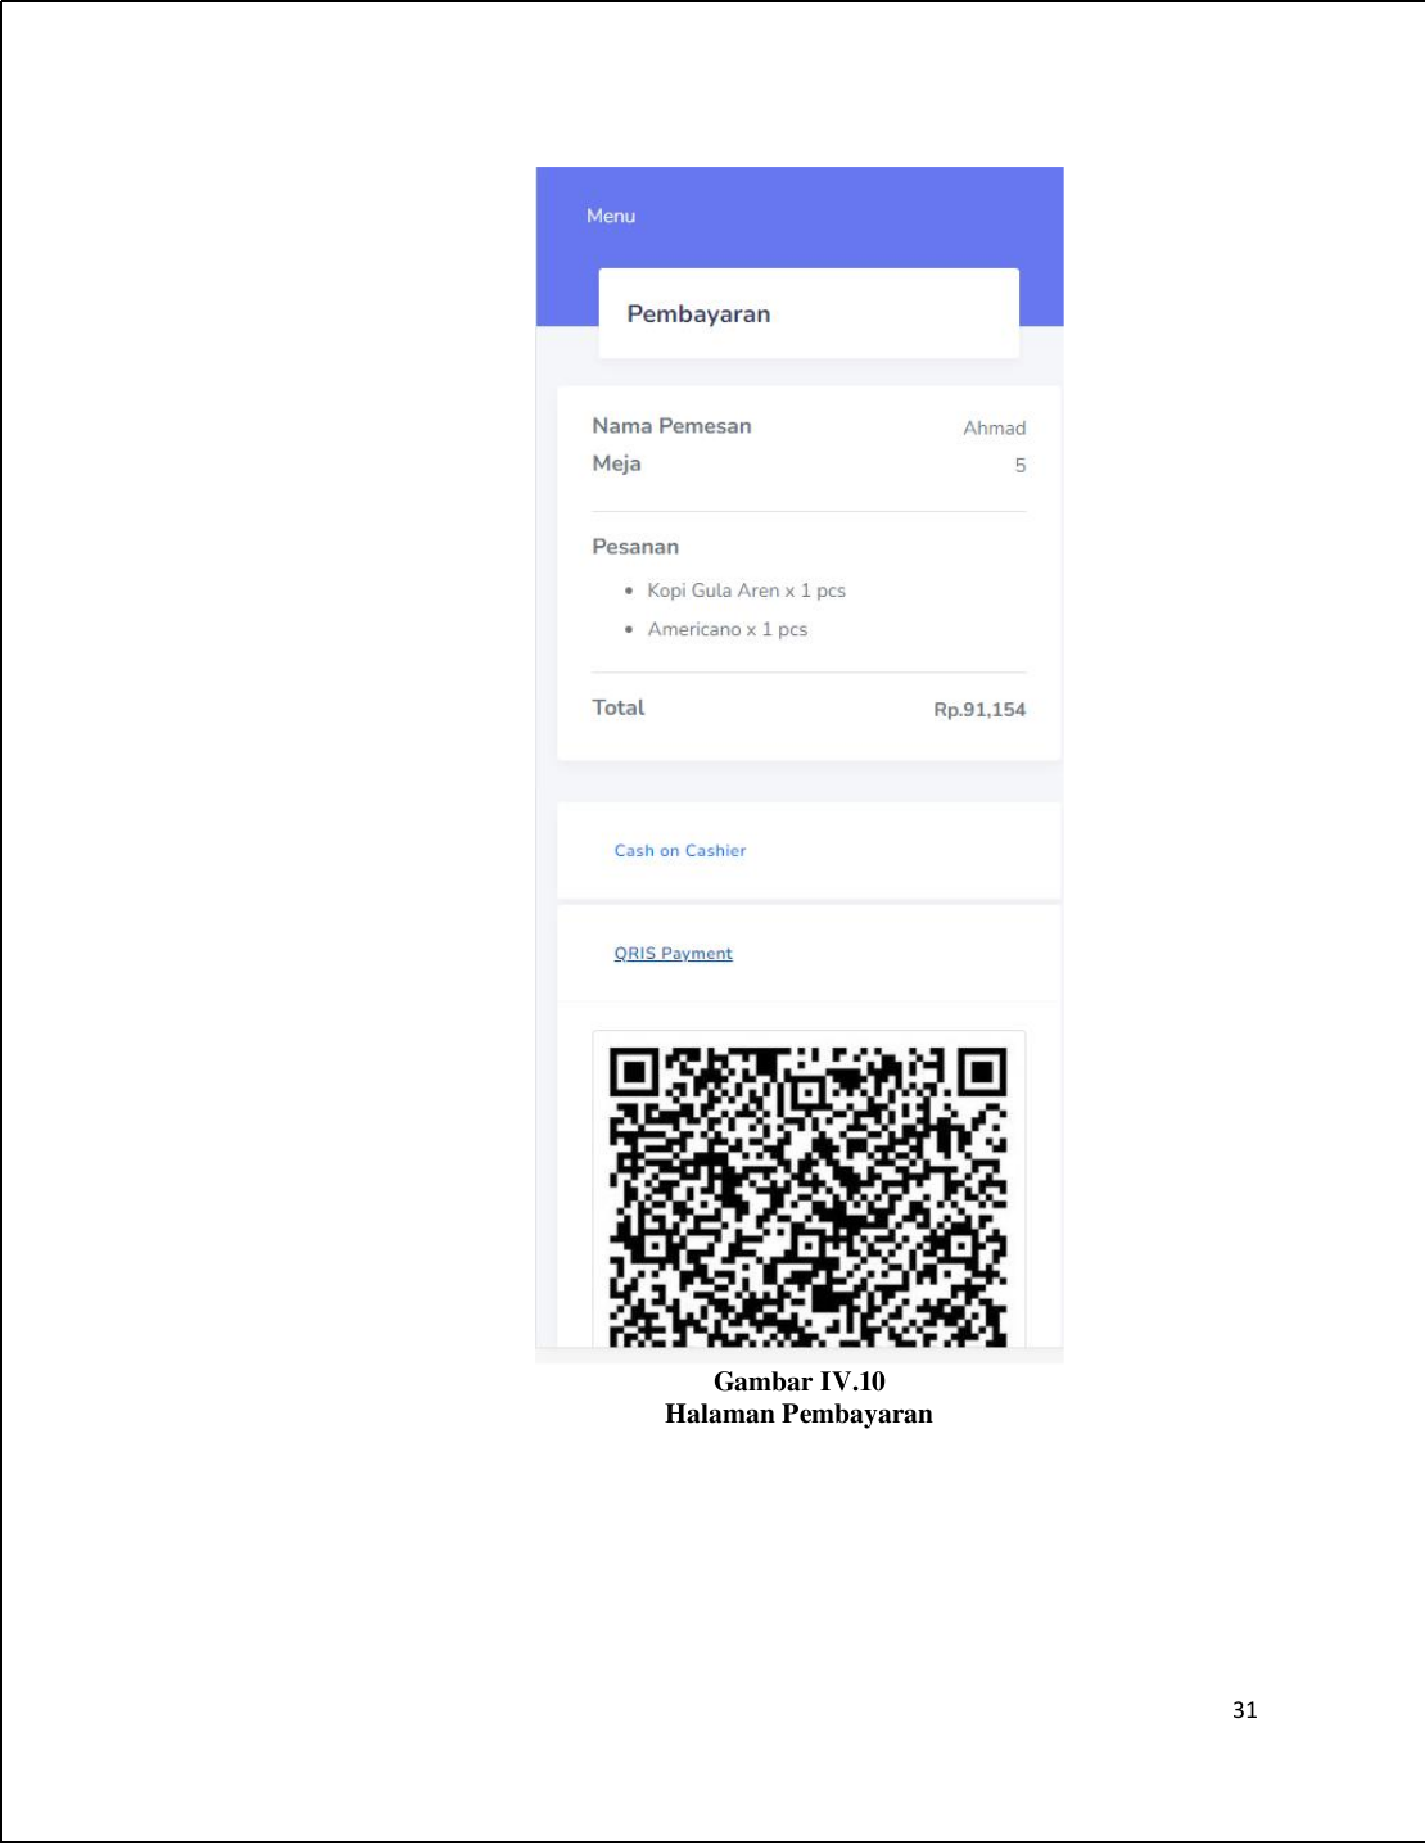 Menu
Pembayaran
Nama Pemesan Ahmad
Meja 5
Pesanan
• Kopi Gula Aren x 1 pcs
• Americano x 1 pcs
Total Rp.91,154
Cash on Cashier
QRIS Payment
Gambar IV.10
Halaman Pembayaran
31